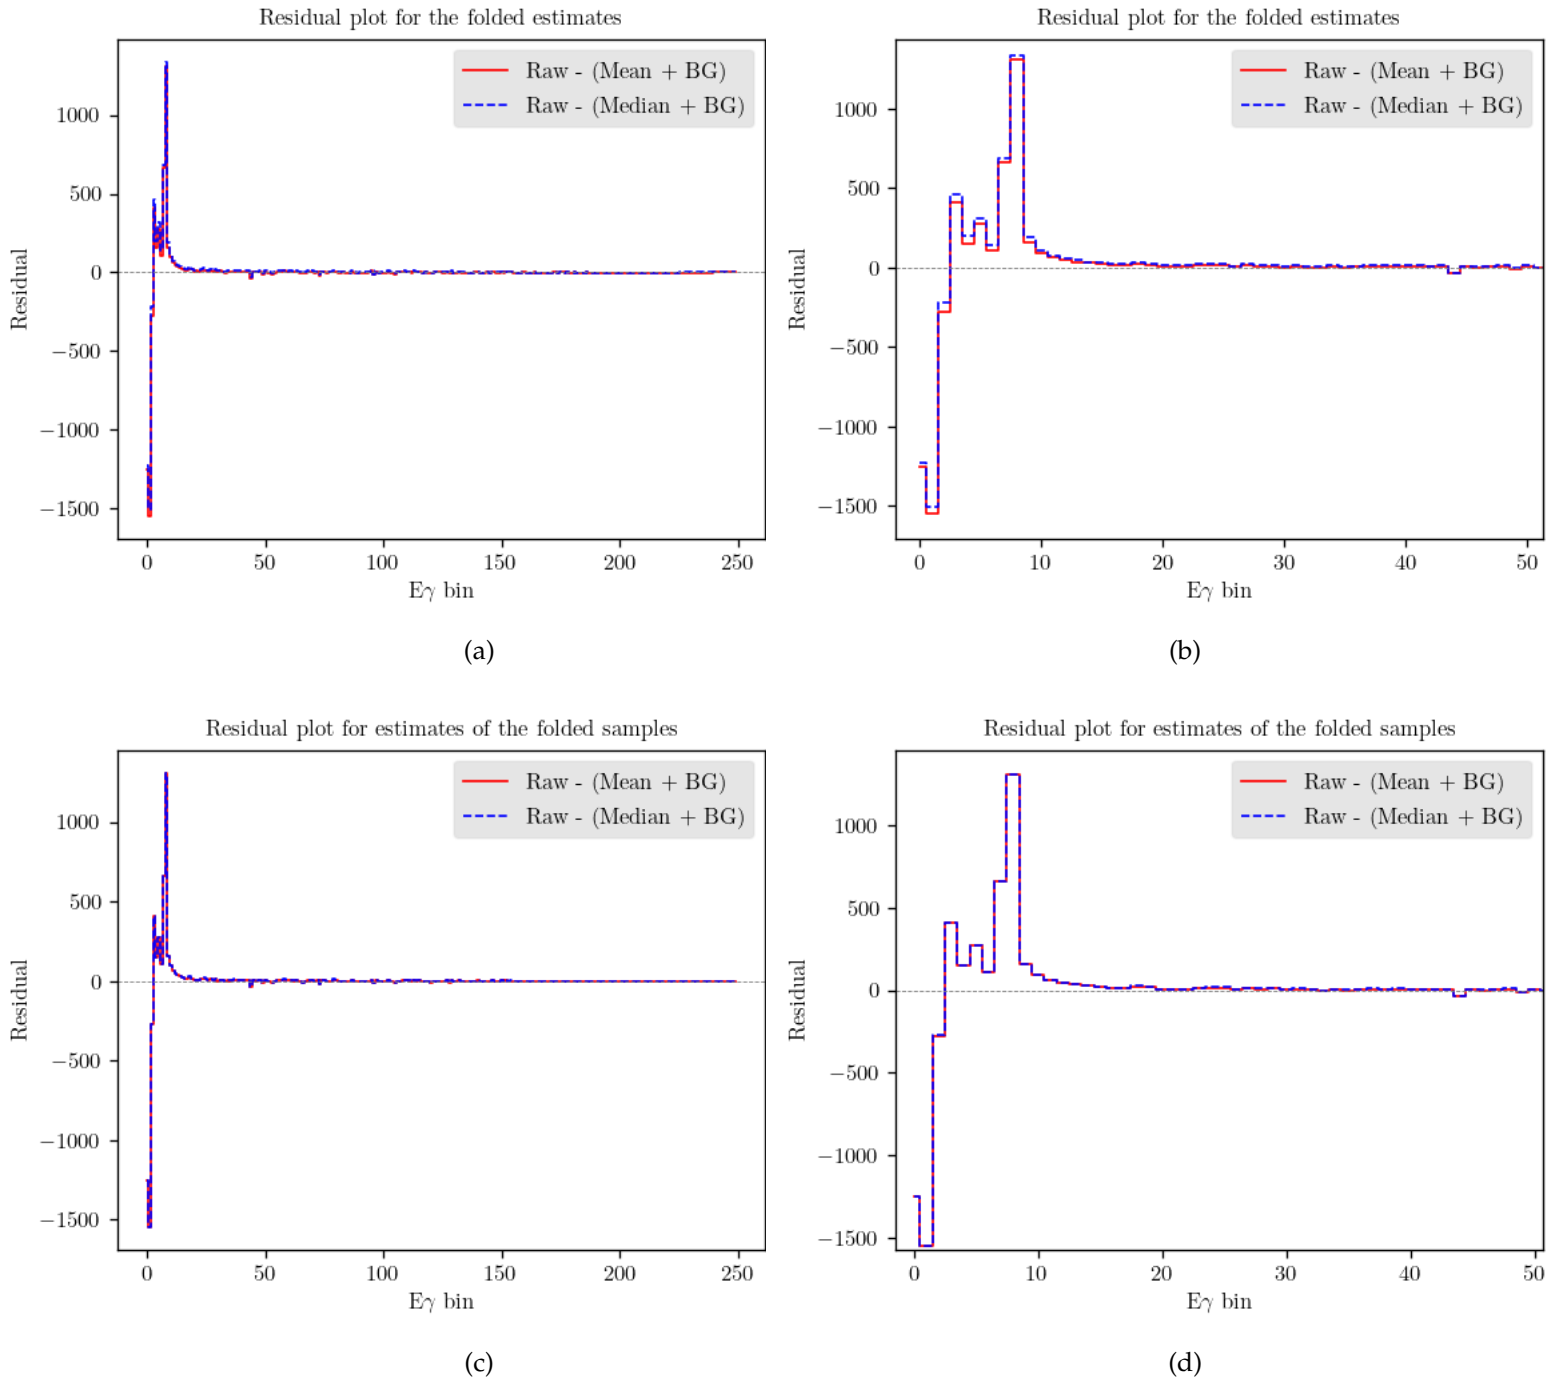 Residual plot for the folded estimates
Raw - (Mean + BG)
Raw - (Median + BG)
1000
500
0
−500
−1000
−1500
Residual
0 50 100 150 200 250
Eγ bin
(a)
Residual plot for the folded estimates
Raw - (Mean + BG)
Raw - (Median + BG)
1000
500
0
−500
−1000
−1500
Residual
0 10 20 30 40 50
Eγ bin
(b)
Residual plot for estimates of the folded samples
Raw - (Mean + BG)
Raw - (Median + BG)
1000
500
0
−500
−1000
−1500
Residual
0 50 100 150 200 250
Eγ bin
(c)
Residual plot for estimates of the folded samples
Raw - (Mean + BG)
Raw - (Median + BG)
1000
500
0
−500
−1000
−1500
Residual
0 10 20 30 40 50
Eγ bin
(d)